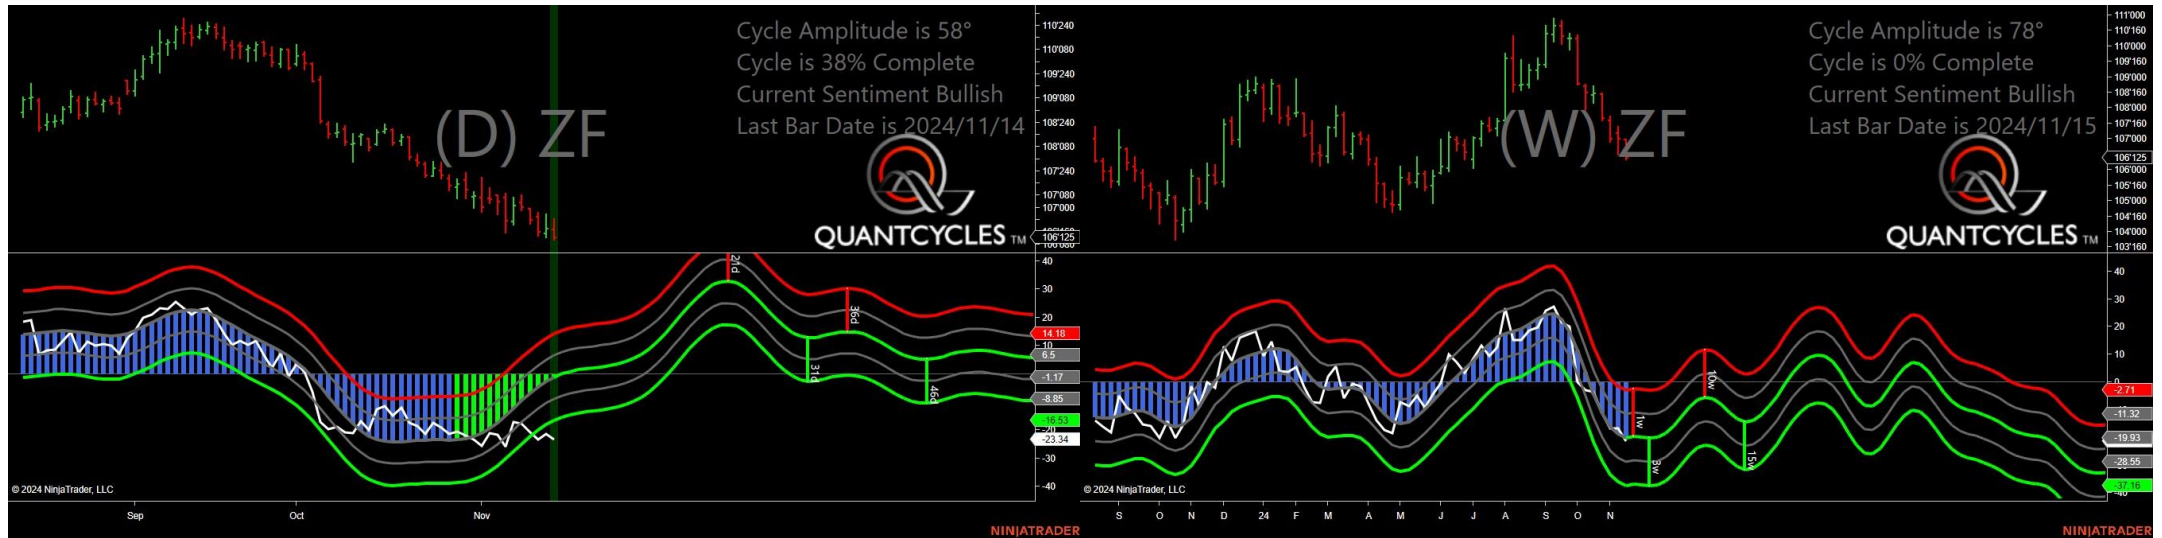 Cycle Amplitude is 58°
Cycle is 38% Complete
Current Sentiment Bullish
Last Bar Date is 2024/11/14
(D) ZF
QUANTCYCLES TM
110'240
110'080
109'240
109'080
108'240
108'080
107'240
107'080
107'000
106'125
40
30
20
14.18
10
6.5
-1.17
-8.85
-16.53
-23.34
-30
-40
21d
31d
36d
46d
© 2024 NinjaTrader, LLC
Sep Oct Nov
NINJATRADER
Cycle Amplitude is 78°
Cycle is 0% Complete
Current Sentiment Bullish
Last Bar Date is 2024/11/15
(W) ZF
QUANTCYCLES TM
111'000
110'160
110'000
109'160
109'000
108'160
108'000
107'160
107'000
106'125
106'000
105'160
105'000
104'160
104'000
103'160
40
30
20
10
0
-2.71
-11.32
-19.93
-28.55
-37.16
-40
1w
3w
10w
15w
© 2024 NinjaTrader, LLC
S O N D 24 F M A M J J A S O N
NINJATRADER